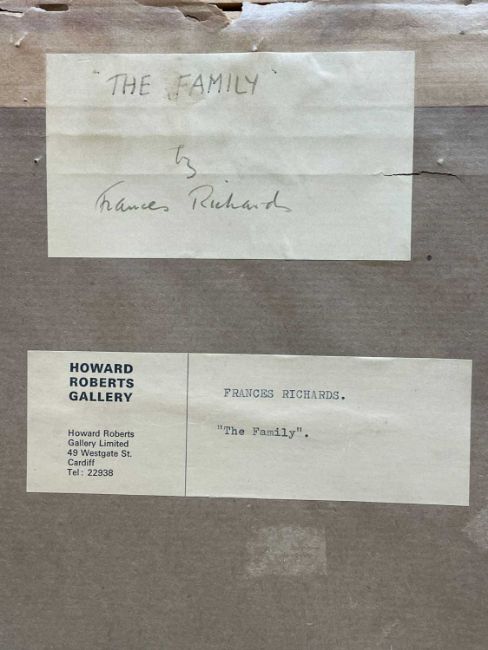 "THE FAMILY"
by
Frances Richards
HOWARD
ROBERTS
GALLERY
Howard Roberts
Gallery Limited
49 Westgate St.
Cardiff
Tel: 22938
FRANCES RICHARDS.
"The Family".